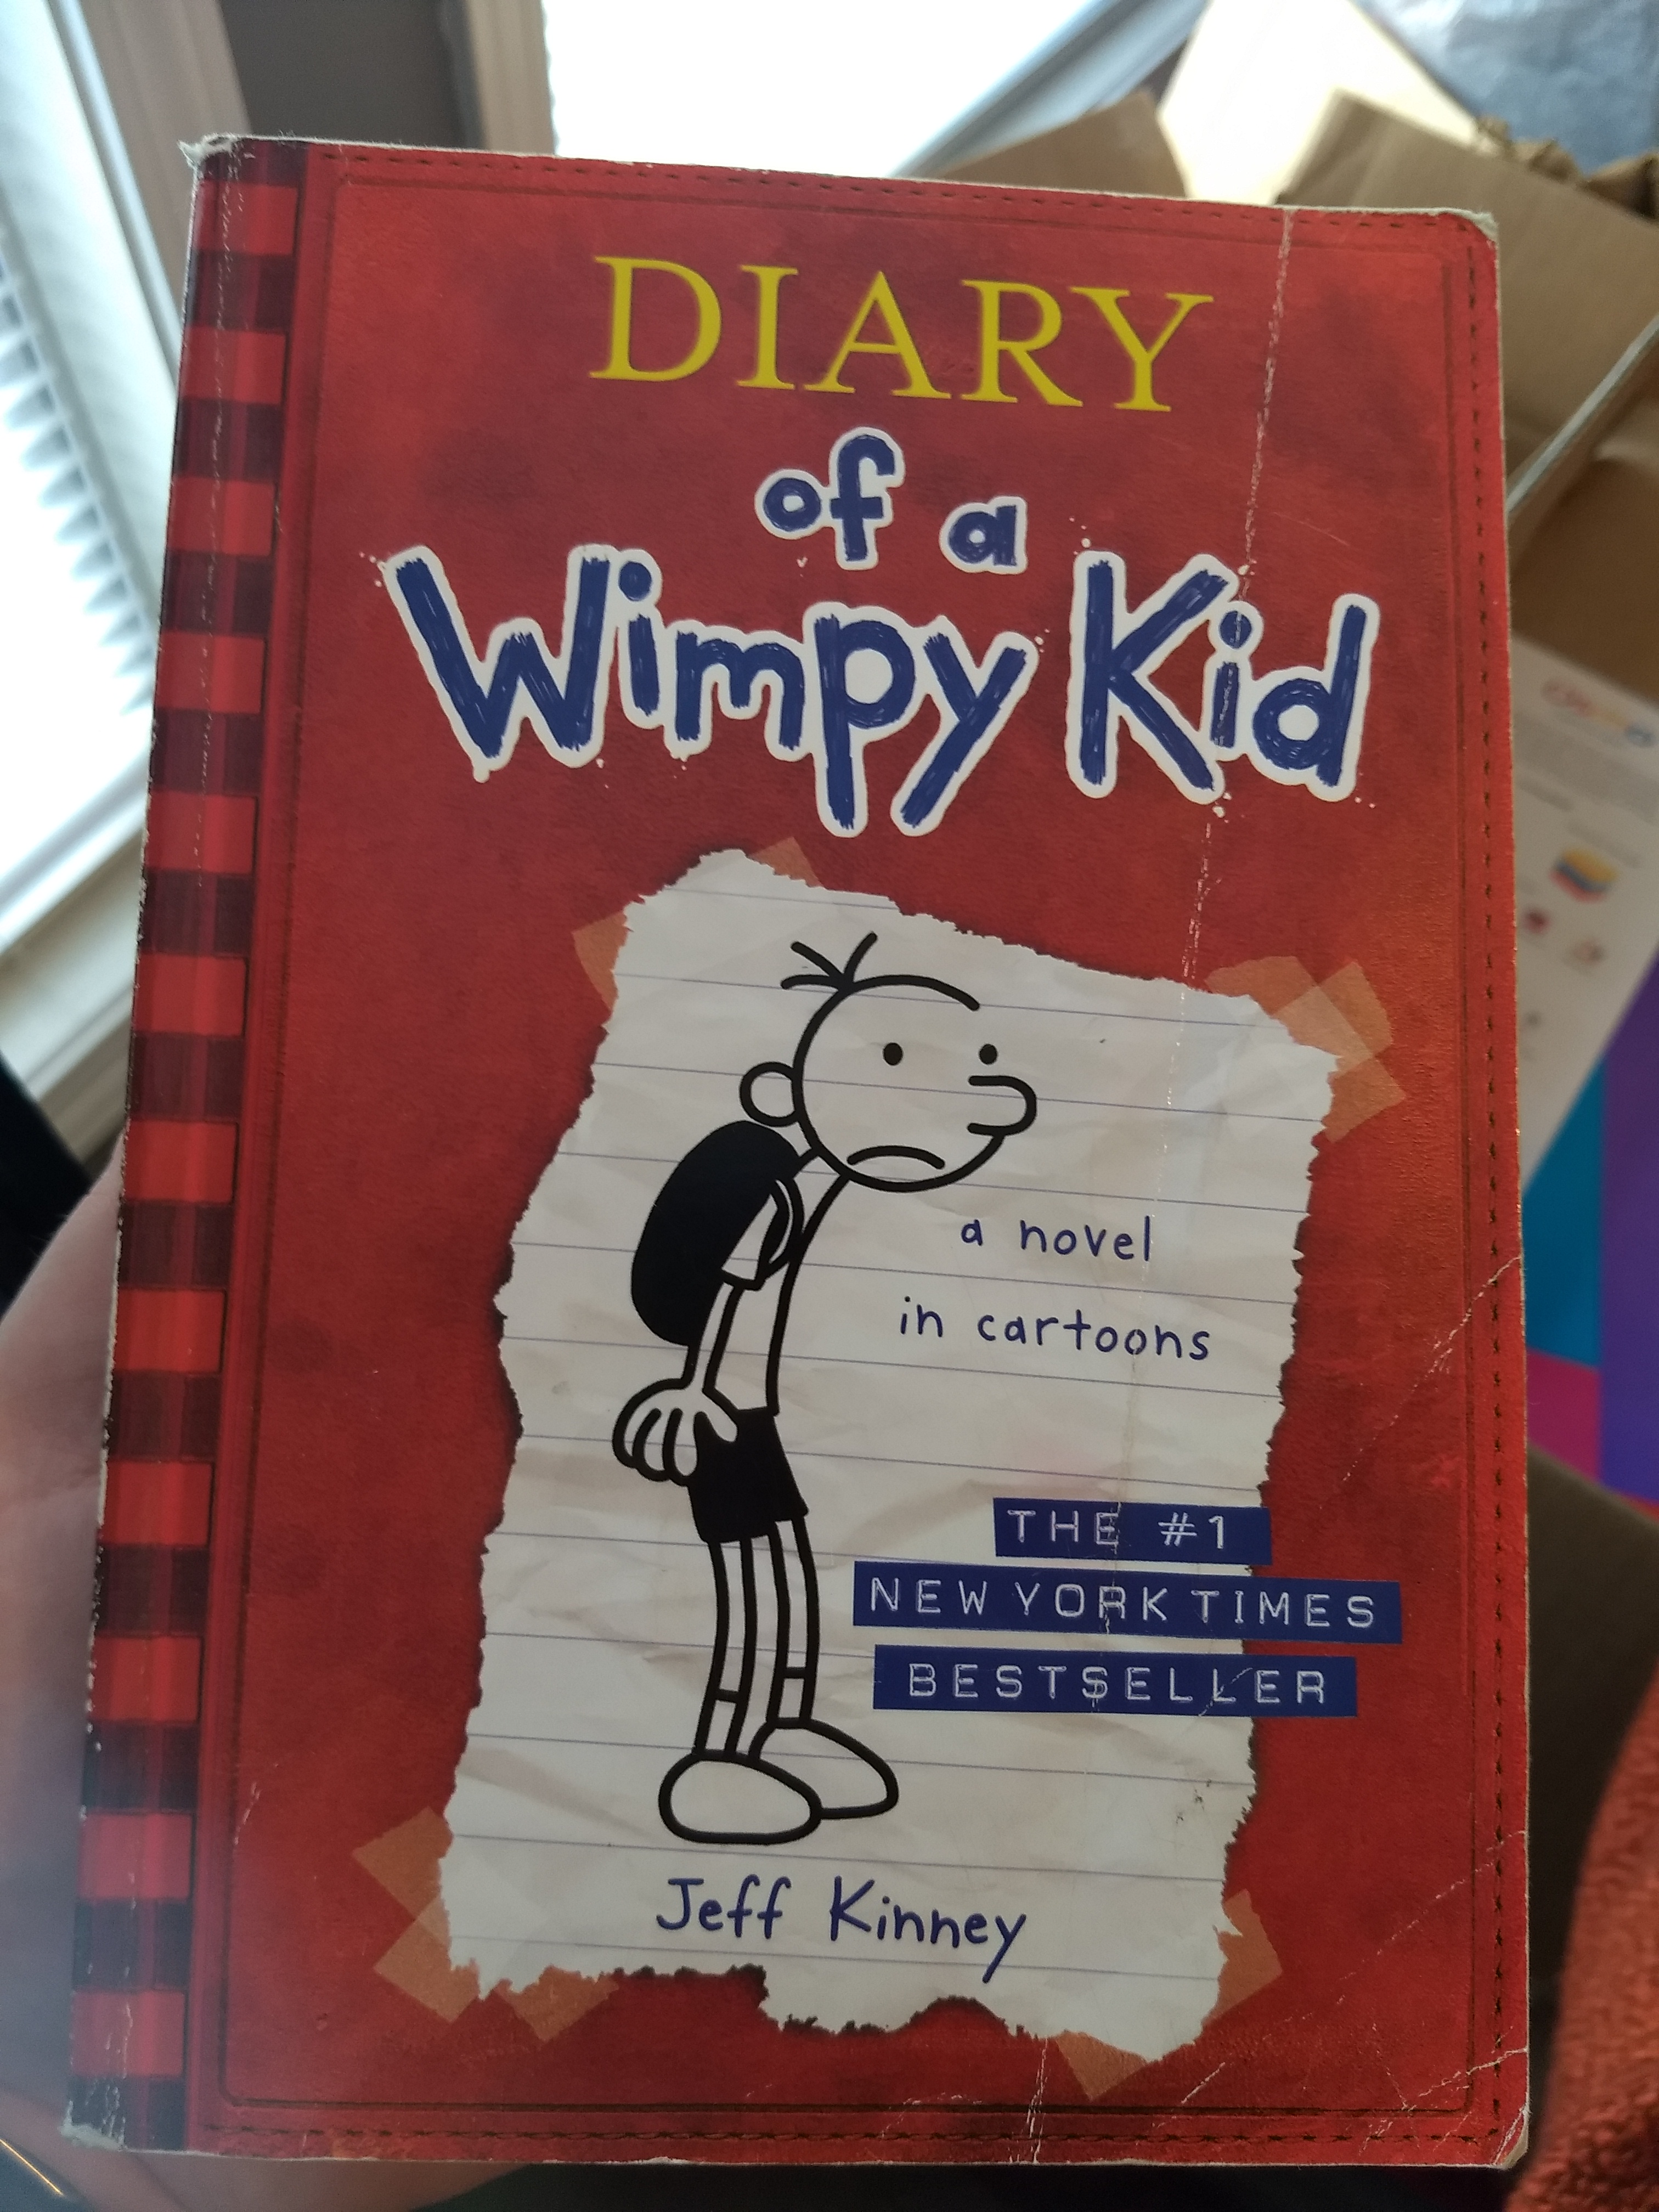 DIARY
of a
Wimpy Kid
a novel
in cartoons
THE #1
NEW YORK TIMES
BESTSELLER
Jeff Kinney